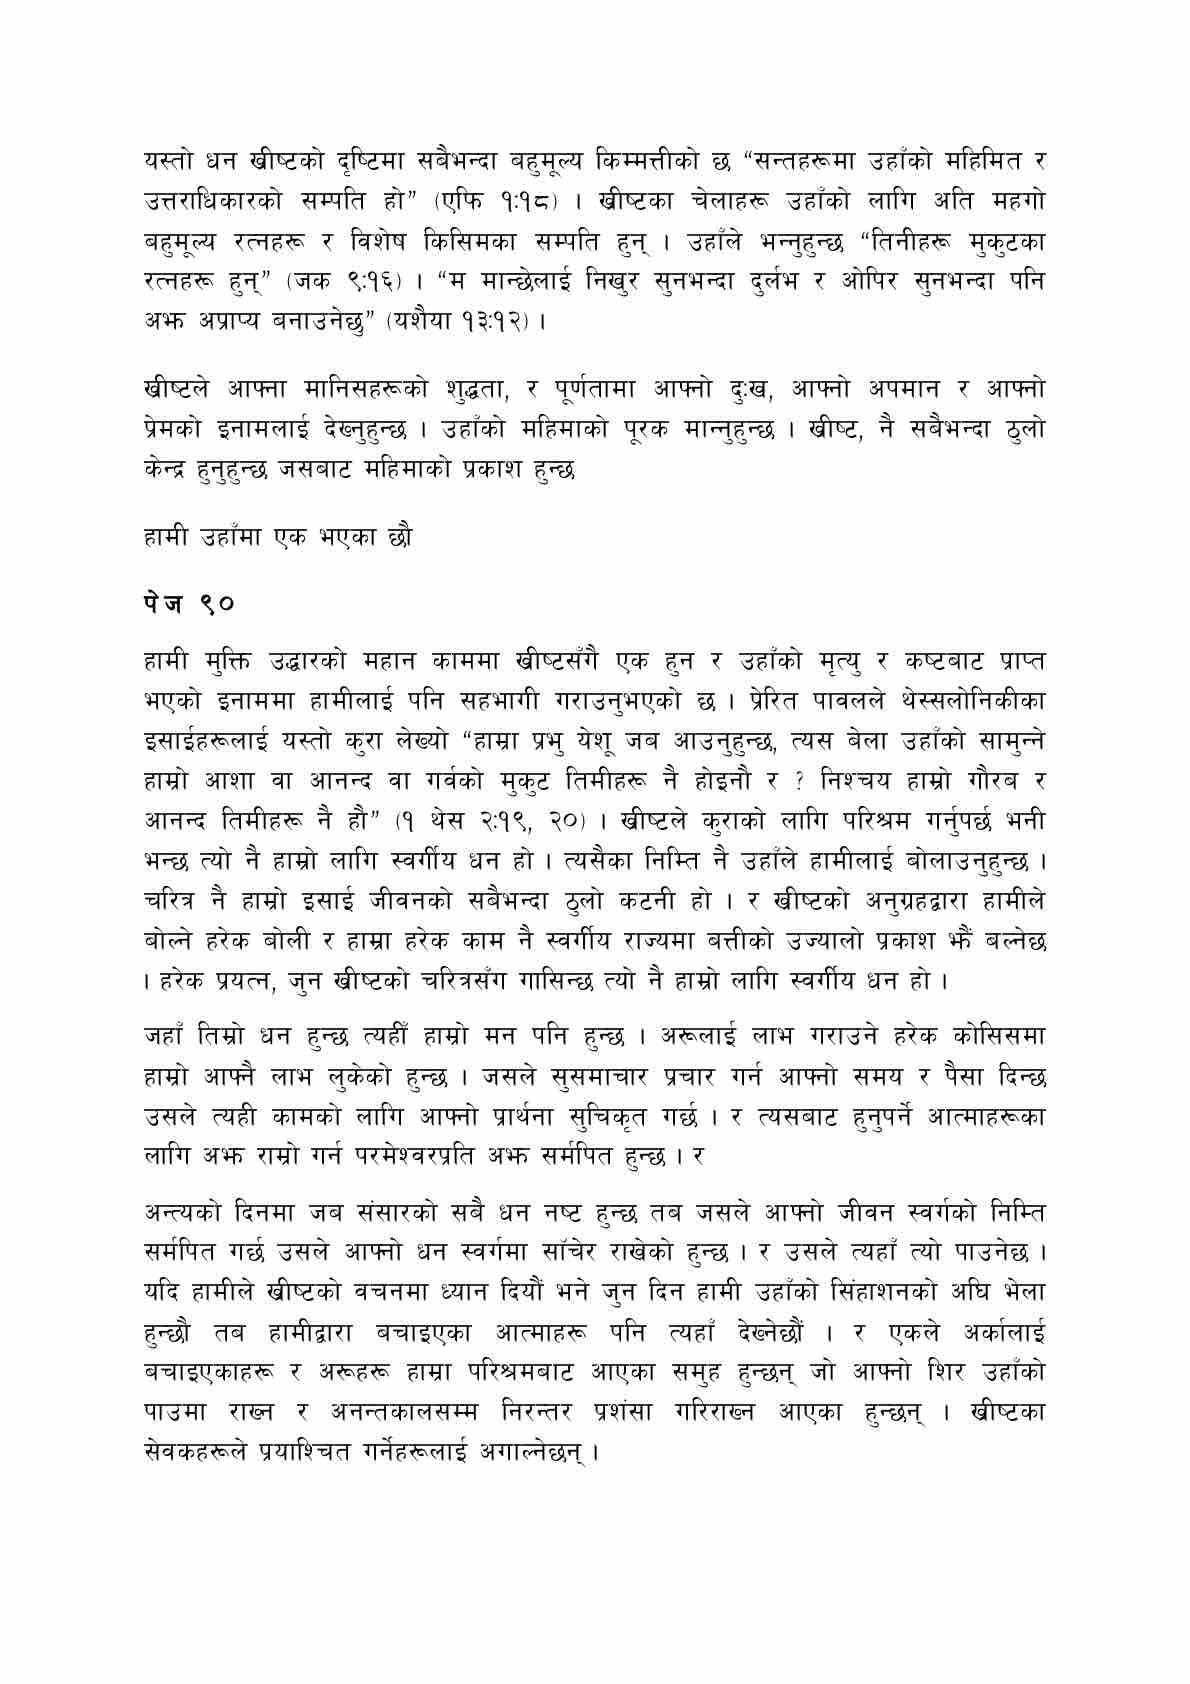 यस्तो धन ख्रीष्टको दृष्टिमा सबैभन्दा बहुमूल्य किम्मत्तीको छ “सन्तहरूमा उहाँको महिमित र
उत्तराधिकारको सम्पति हो” (एफि १:१८) । ख्रीष्टका चेलाहरू उहाँको लागि अति महगो
बहुमूल्य रत्नहरू र विशेष किसिमका सम्पति हुन् । उहाँले भन्नुहुन्छ “तिनीहरू मुकुटका
रत्नहरू हुन्” (जक ९:१६) । “म मान्छेलाई निखुर सुनभन्दा दुर्लभ र ओपिर सुनभन्दा पनि
अझ अप्राप्य बनाउनेछु” (यशैया १३:१२) ।
ख्रीष्टले आफ्ना मानिसहरूको शुद्धता, र पूर्णतामा आफ्नो दुःख, आफ्नो अपमान र आफ्नो
प्रेमको इनामलाई देख्नुहुन्छ । उहाँको महिमाको पूरक मान्नुहुन्छ । ख्रीष्ट, नै सबैभन्दा ठुलो
केन्द्र हुनुहुन्छ जसबाट महिमाको प्रकाश हुन्छ
हामी उहाँमा एक भएका छौ
पेज ९०
हामी मुक्ति उद्धारको महान काममा ख्रीष्टसँगै एक हुन र उहाँको मृत्यु र कष्टबाट प्राप्त
भएको इनाममा हामीलाई पनि सहभागी गराउनुभएको छ । प्रेरित पावलले थेस्सलोनिकीका
इसाईहरूलाई यस्तो कुरा लेख्यो “हाम्रा प्रभु येशू जब आउनुहुन्छ, त्यस बेला उहाँको सामुन्ने
हाम्रो आशा वा आनन्द वा गर्वको मुकुट तिमीहरू नै होइनौ र ? निश्चय हाम्रो गौरब र
आनन्द तिमीहरू नै हौ” (१ थेस २:१९, २०) । ख्रीष्टले कुराको लागि परिश्रम गर्नुपर्छ भनी
भन्छ त्यो नै हाम्रो लागि स्वर्गीय धन हो । त्यसैका निम्ति नै उहाँले हामीलाई बोलाउनुहुन्छ ।
चरित्र नै हाम्रो इसाई जीवनको सबैभन्दा ठुलो कटनी हो । र ख्रीष्टको अनुग्रहद्वारा हामीले
बोल्ने हरेक बोली र हाम्रा हरेक काम नै स्वर्गीय राज्यमा बत्तीको उज्यालो प्रकाश झैं बल्नेछ
। हरेक प्रयत्न, जुन ख्रीष्टको चरित्रसँग गासिन्छ त्यो नै हाम्रो लागि स्वर्गीय धन हो ।
जहाँ तिम्रो धन हुन्छ त्यहीँ हाम्रो मन पनि हुन्छ । अरूलाई लाभ गराउने हरेक कोसिसमा
हाम्रो आफ्नै लाभ लुकेको हुन्छ । जसले सुसमाचार प्रचार गर्न आफ्नो समय र पैसा दिन्छ
उसले त्यही कामको लागि आफ्नो प्रार्थना सुचिकृत गर्छ । र त्यसबाट हुनुपर्ने आत्माहरूका
लागि अझ राम्रो गर्न परमेश्वरप्रति अझ सर्मपित हुन्छ । र
अन्त्यको दिनमा जब संसारको सबै धन नष्ट हुन्छ तब जसले आफ्नो जीवन स्वर्गको निम्ति
सर्मपित गर्छ उसले आफ्नो धन स्वर्गमा साँचेर राखेको हुन्छ । र उसले त्यहाँ त्यो पाउनेछ ।
यदि हामीले ख्रीष्टको वचनमा ध्यान दियौं भने जुन दिन हामी उहाँको सिंहाशनको अघि भेला
हुन्छौ तब हामीद्वारा बचाइएका आत्माहरू पनि त्यहाँ देख्नेछौं । र एकले अर्कालाई
बचाइएकाहरू र अरूहरू हाम्रा परिश्रमबाट आएका समुह हुन्छन् जो आफ्नो शिर उहाँको
पाउमा राख्न र अनन्तकालसम्म निरन्तर प्रशंसा गरिराख्न आएका हुन्छन् । ख्रीष्टका
सेवकहरूले प्रयाश्चित गर्नेहरूलाई अगाल्नेछन् ।